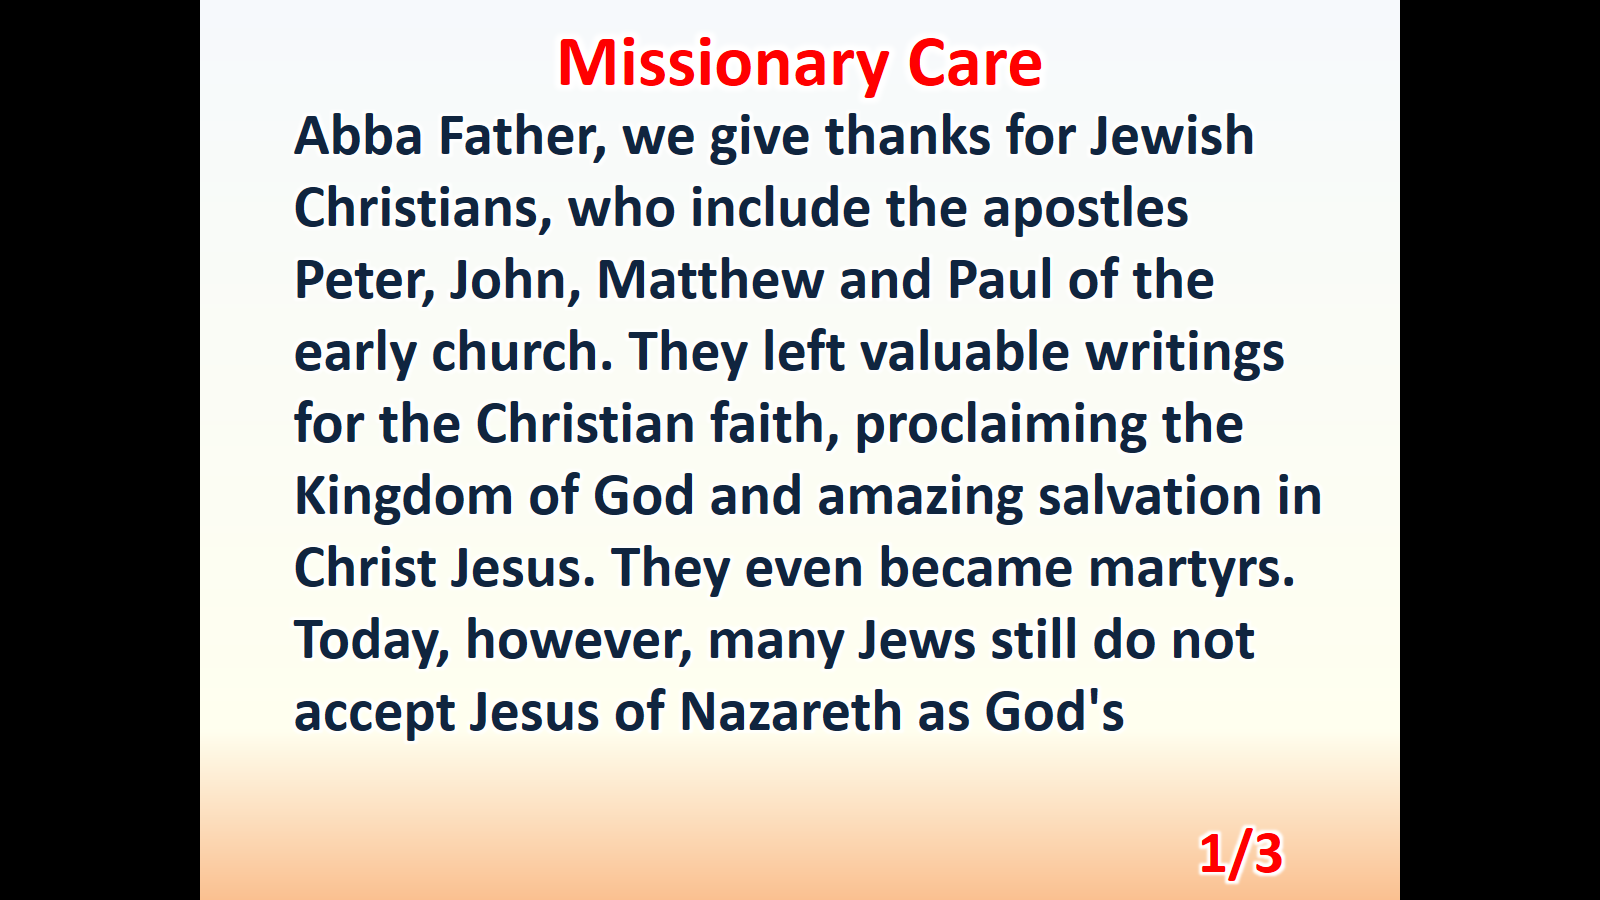 Missionary Care
Abba Father, we give thanks for Jewish
Christians, who include the apostles
Peter, John, Matthew and Paul of the
early church. They left valuable writings
for the Christian faith, proclaiming the
Kingdom of God and amazing salvation in
Christ Jesus. They even became martyrs.
Today, however, many Jews still do not
accept Jesus of Nazareth as God's
1/3